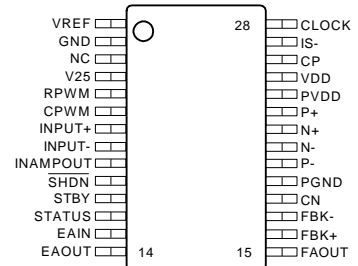 VREF
GND
NC
V25
RPWM
CPWM
INPUT+
INPUT-
INAMPOUT
SHDN
STBY
STATUS
EAIN
EAOUT
28
14
15
CLOCK
IS-
CP
VDD
PVDD
P+
N+
N-
P-
PGND
CN
FBK-
FBK+
FAOUT